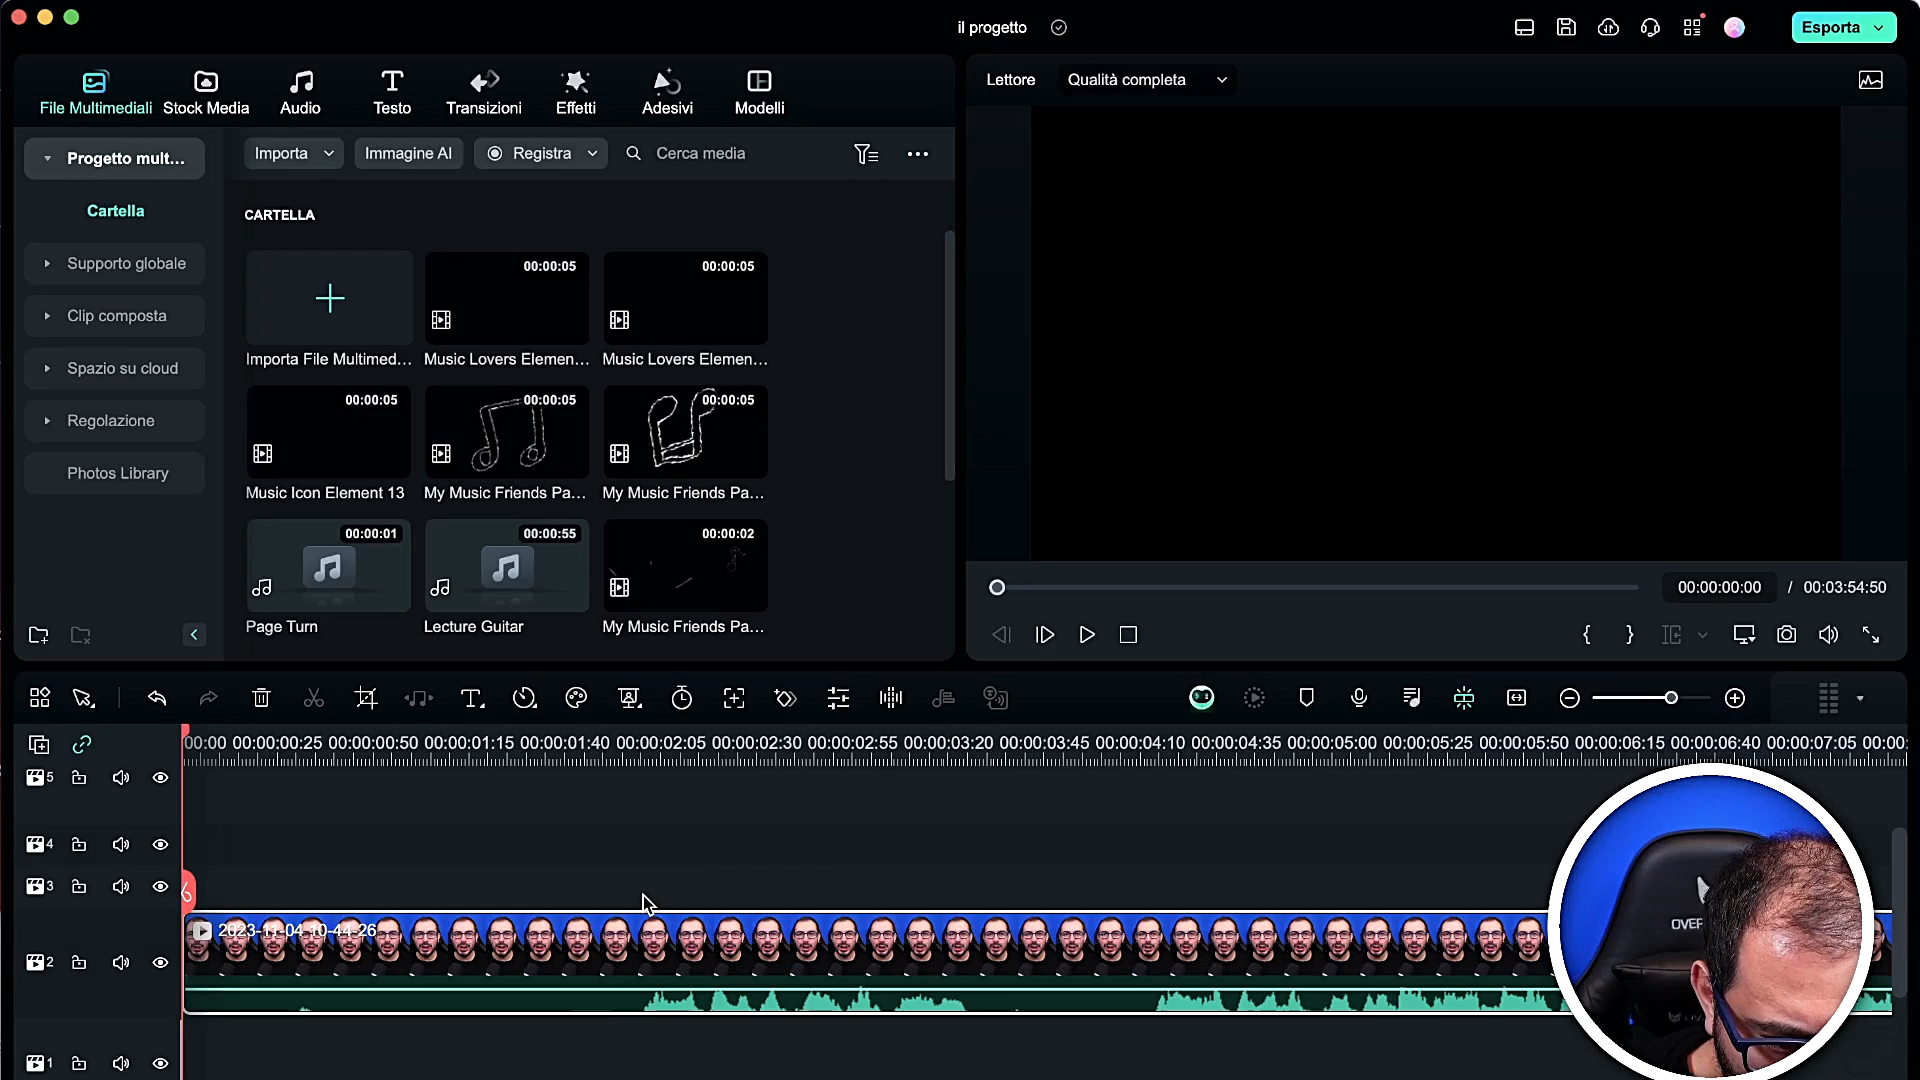 il progetto
Esporta
File Multimediali
Stock Media
Audio
Testo
Transizioni
Effetti
Adesivi
Modelli
Lettore
Qualità completa
Progetto mult...
Importa
Immagine AI
Registra
Cerca media
Cartella
CARTELLA
Supporto globale
Clip composta
Spazio su cloud
Regolazione
Photos Library
00:00:05
00:00:05
Importa File Multimed...
Music Lovers Elemen...
Music Lovers Elemen...
00:00:05
00:00:05
00:00:05
Music Icon Element 13
My Music Friends Pa...
My Music Friends Pa...
00:00:01
00:00:55
00:00:02
Page Turn
Lecture Guitar
My Music Friends Pa...
00:00:00:00 / 00:03:54:50
00:00 00:00:00:25 00:00:00:50 00:00:01:15 00:00:01:40 00:00:02:05 00:00:02:30 00:00:02:55 00:00:03:20 00:00:03:45 00:00:04:10 00:00:04:35 00:00:05:00 00:00:05:25 00:00:05:50 00:00:06:15 00:00:06:40 00:00:07:05 00:00:
5
4
3
2023-11-04 10-44-26
2
1
OVER